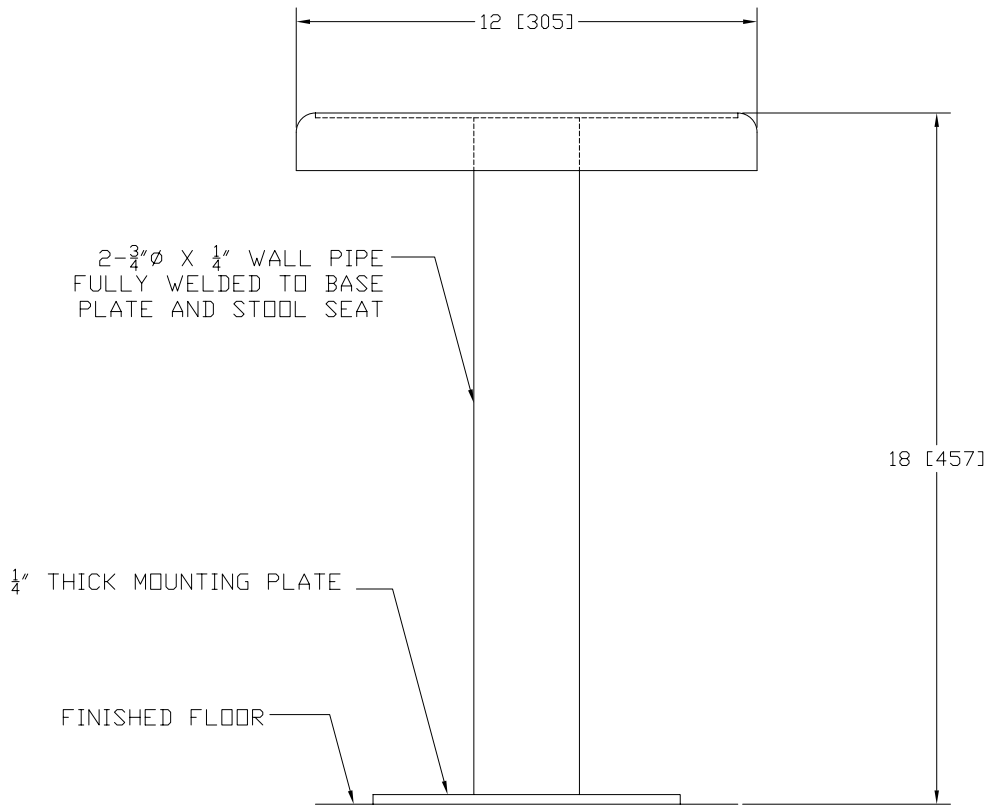 12 [305]
2-3/4"Ø X 1/4" WALL PIPE
FULLY WELDED TO BASE
PLATE AND STOOL SEAT
18 [457]
1/4" THICK MOUNTING PLATE
FINISHED FLOOR